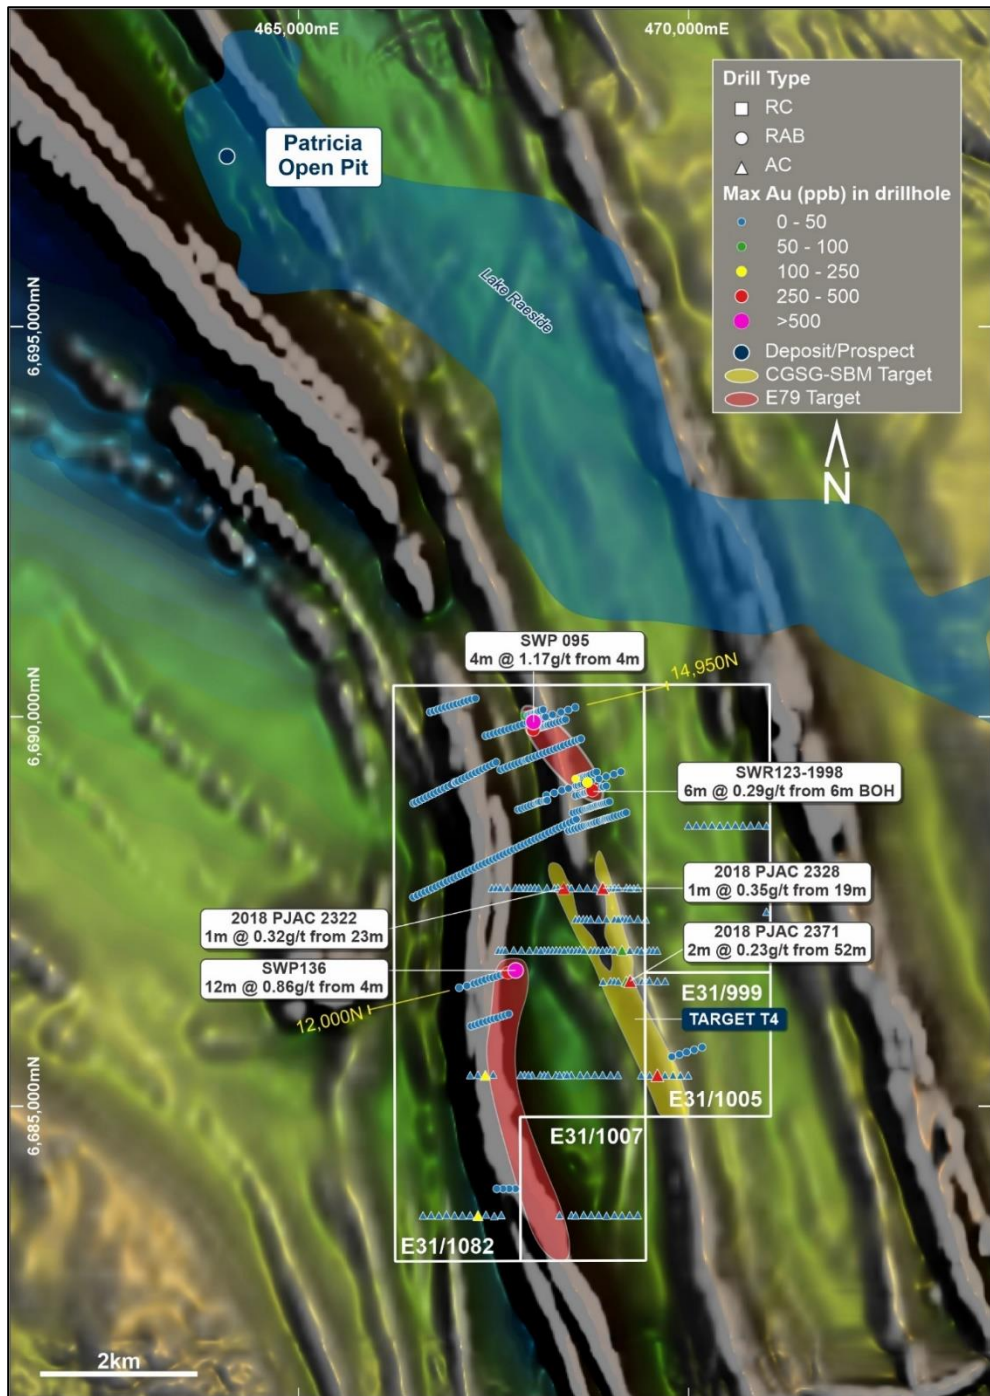 465,000mE
470,000mE
Drill Type
RC
RAB
AC
Max Au (ppb) in drillhole
0 - 50
50 - 100
100 - 250
250 - 500
>500
Deposit/Prospect
CGSG-SBM Target
E79 Target
N
Patricia
Open Pit
Lake Raeside
6,695,000mN
SWP 095
4m @ 1.17g/t from 4m
14,950N
6,690,000mN
SWR123-1998
6m @ 0.29g/t from 6m BOH
2018 PJAC 2328
1m @ 0.35g/t from 19m
2018 PJAC 2322
1m @ 0.32g/t from 23m
2018 PJAC 2371
2m @ 0.23g/t from 52m
SWP136
12m @ 0.86g/t from 4m
12,000N
E31/999
TARGET T4
E31/1005
6,685,000mN
E31/1007
E31/1082
2km